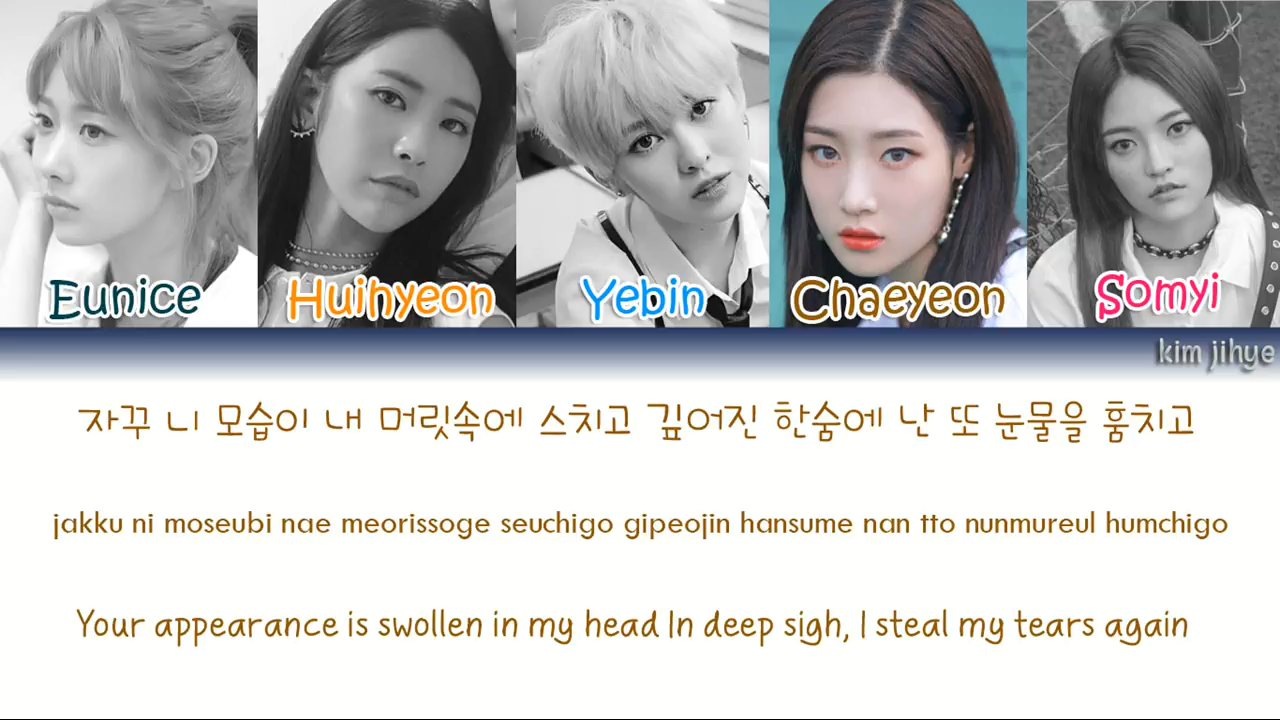 Eunice Huihyeon Yebin Chaeyeon Somyi
kim jihye
자꾸 니 모습이 내 머릿속에 스치고 깊어진 한숨에 난 또 눈물을 훔치고
jakku ni moseubi nae meorissoge seuchigo gipeojin hansume nan tto nunmureul humchigo
Your appearance is swollen in my head In deep sigh, I steal my tears again